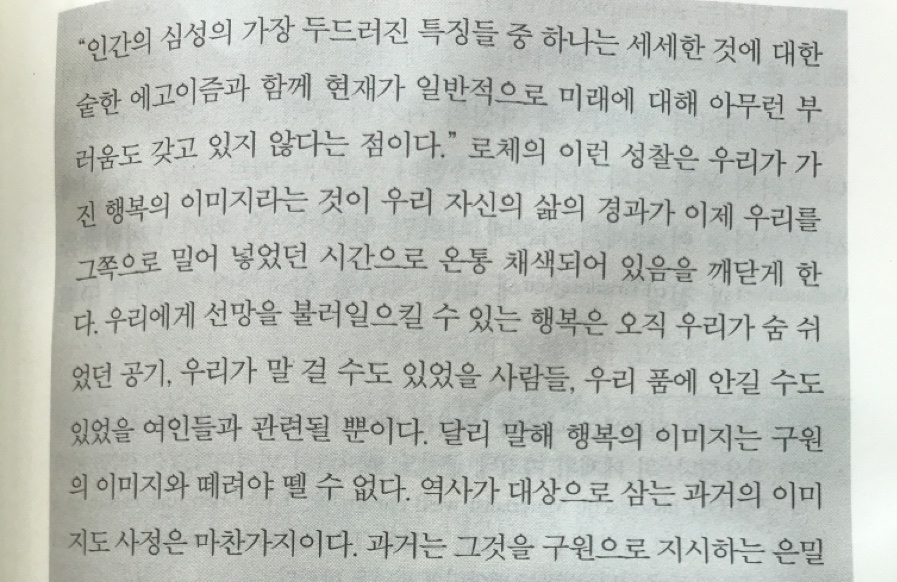 “인간의 심성의 가장 두드러진 특징들 중 하나는 세세한 것에 대한
숱한 에고이즘과 함께 현재가 일반적으로 미래에 대해 아무런 부
러움도 갖고 있지 않다는 점이다.” 로체의 이런 성찰은 우리가 가
진 행복의 이미지라는 것이 우리 자신의 삶의 경과가 이제 우리를
그쪽으로 밀어 넣었던 시간으로 온통 채색되어 있음을 깨닫게 한
다. 우리에게 선망을 불러일으킬 수 있는 행복은 오직 우리가 숨 쉬
었던 공기, 우리가 말 걸 수도 있었을 사람들, 우리 품에 안길 수도
있었을 여인들과 관련될 뿐이다. 달리 말해 행복의 이미지는 구원
의 이미지와 떼려야 뗄 수 없다. 역사가 대상으로 삼는 과거의 이미
지도 사정은 마찬가지이다. 과거는 그것을 구원으로 지시하는 은밀